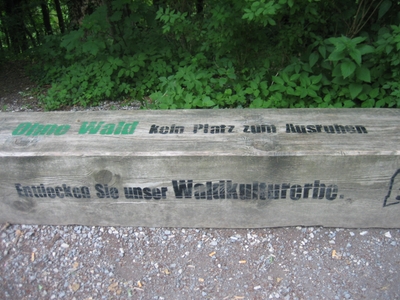 Ohne Wald kein Platz zum Ausruhen
Entdecken Sie unser Waldkulturerbe.